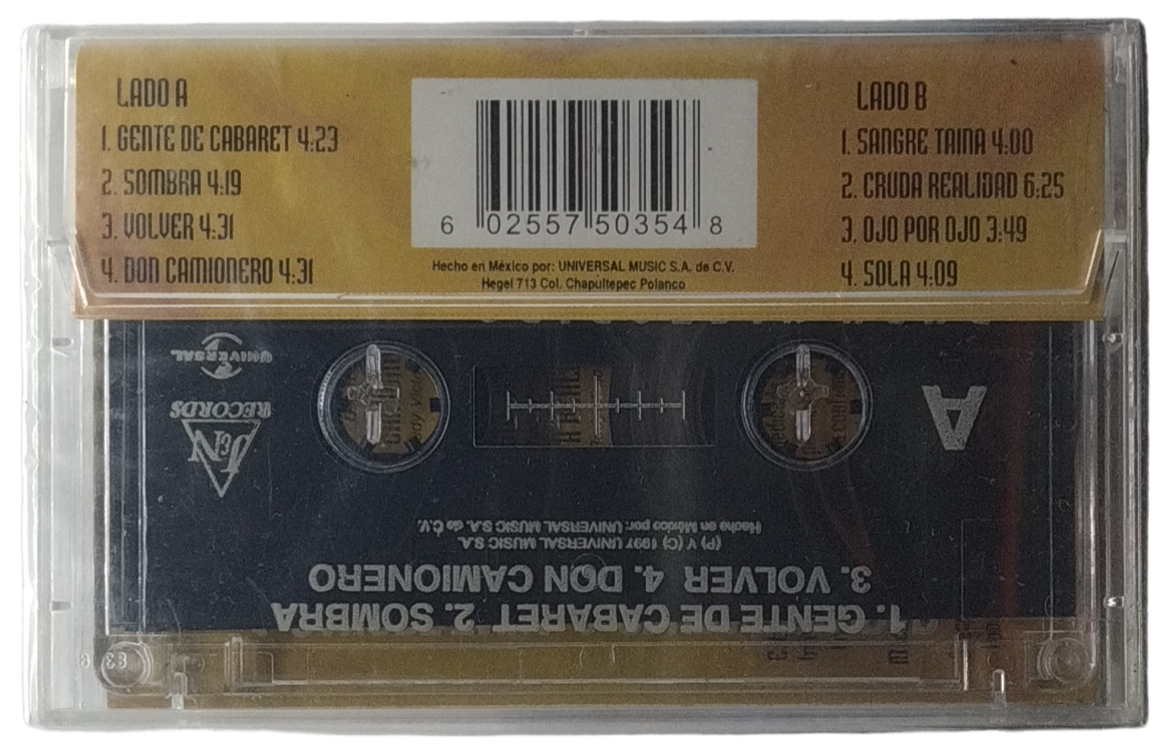 LADO A
1. GENTE DE CABARET 4:23
2. SOMBRA 4:19
3. VOLVER 4:31
4. DON CAMIONERO 4:31
6 02557 50354 8
Hecho en México por: UNIVERSAL MUSIC S.A. de C.V.
Hegel 713 Col. Chapultepec Polanco
LADO B
1. SANGRE TAINA 4:00
2. CRUDA REALIDAD 6:25
3. OJO POR OJO 3:49
4. SOLA 4:09
1. GENTE DE CABARET 2. SOMBRA
3. VOLVER 4. DON CAMIONERO
(P) Y (C) 1997 UNIVERSAL MUSIC S.A.
Hecho en México por: UNIVERSAL MUSIC S.A. de C.V.
A
RECORDS
UNIVERSAL